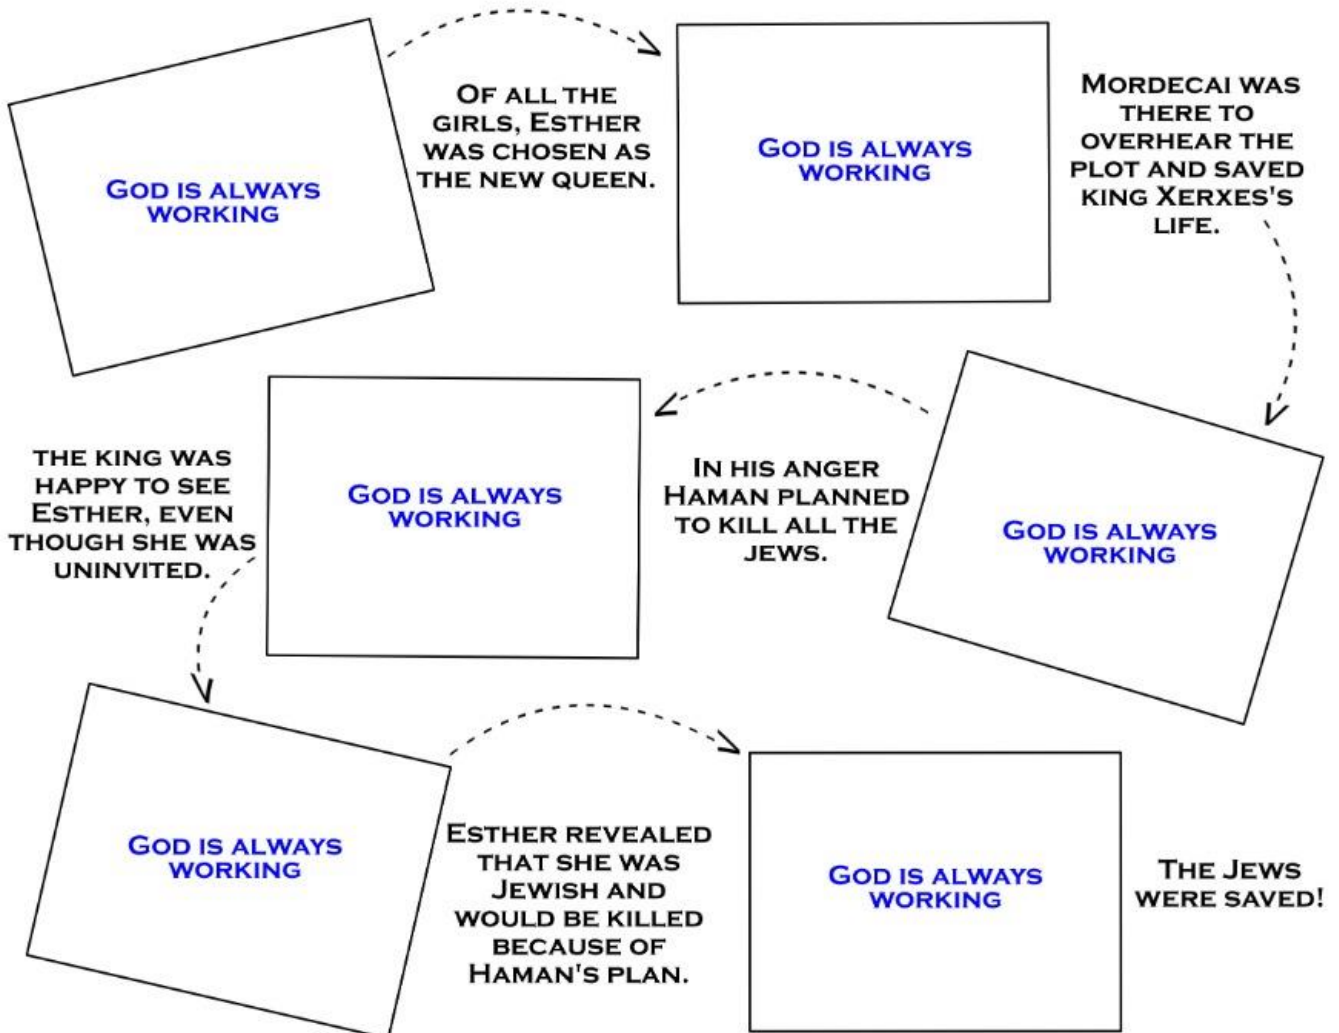 GOD IS ALWAYS
WORKING
OF ALL THE
GIRLS, ESTHER
WAS CHOSEN AS
THE NEW QUEEN.
GOD IS ALWAYS
WORKING
MORDECAI WAS
THERE TO
OVERHEAR THE
PLOT AND SAVED
KING XERXES'S
LIFE.
GOD IS ALWAYS
WORKING
IN HIS ANGER
HAMAN PLANNED
TO KILL ALL THE
JEWS.
GOD IS ALWAYS
WORKING
THE KING WAS
HAPPY TO SEE
ESTHER, EVEN
THOUGH SHE WAS
UNINVITED.
GOD IS ALWAYS
WORKING
ESTHER REVEALED
THAT SHE WAS
JEWISH AND
WOULD BE KILLED
BECAUSE OF
HAMAN'S PLAN.
GOD IS ALWAYS
WORKING
THE JEWS
WERE SAVED!